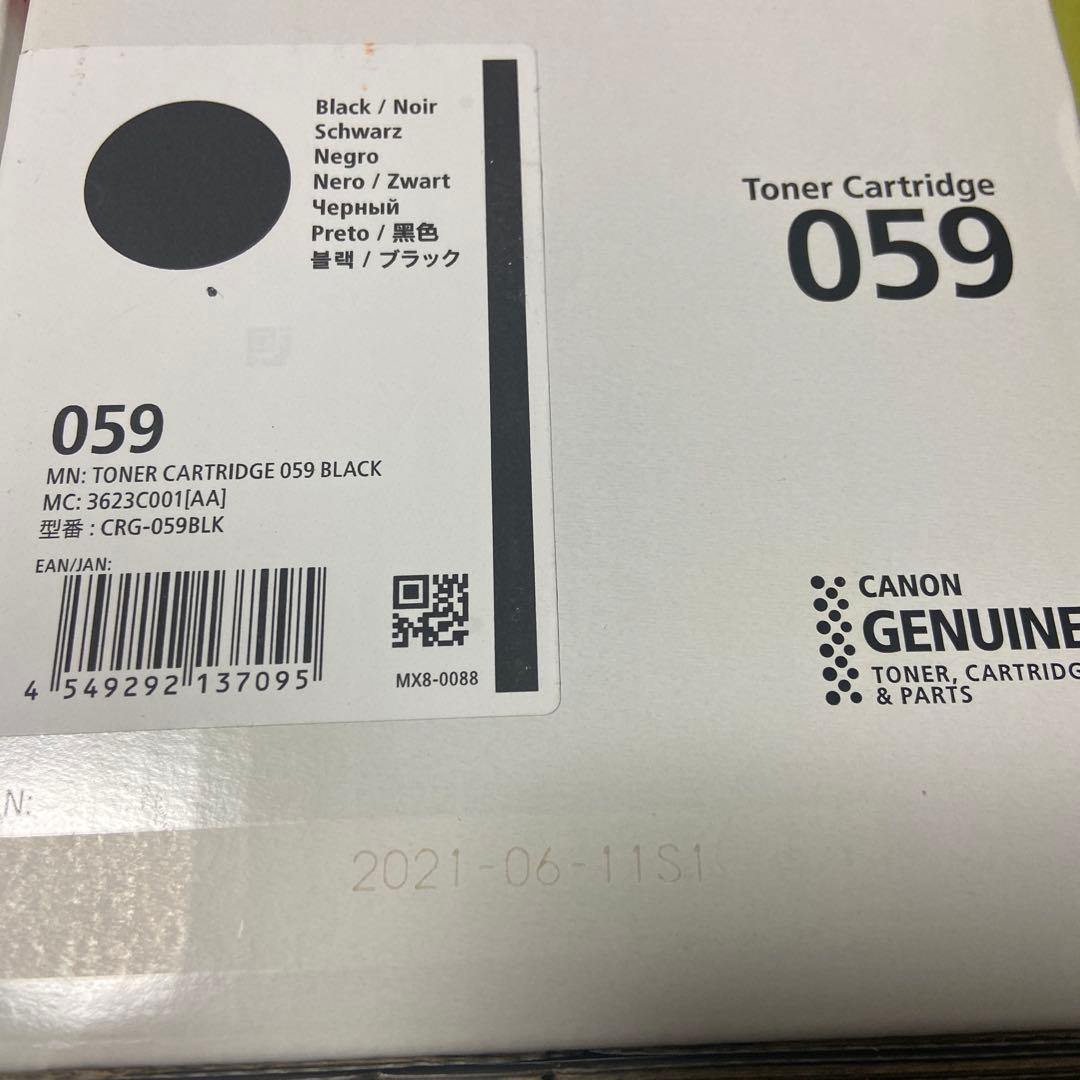 Black / Noir
Schwarz
Negro
Nero / Zwart
Черный
Preto / 黑色
블랙 / ブラック
Toner Cartridge
059
059
MN: TONER CARTRIDGE 059 BLACK
MC: 3623C001[AA]
型番 : CRG-059BLK
EAN/JAN:
4 549292 137095
MX8-0088
CANON
GENUINE
TONER, CARTRIDG
& PARTS
N:
2021-06-11S1